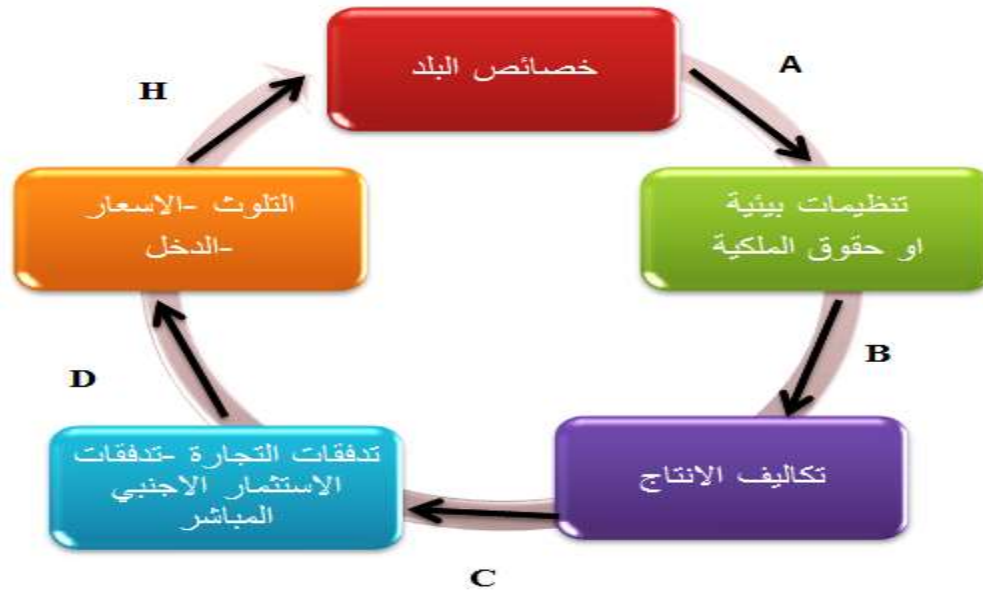 خصائص البلد
A
تنظيمات بيئية
او حقوق الملكية
B
تكاليف الانتاج
C
تدفقات التجارة -تدفقات
الاستثمار الاجنبي
المباشر
D
التلوث -الاسعار
-الدخل
H